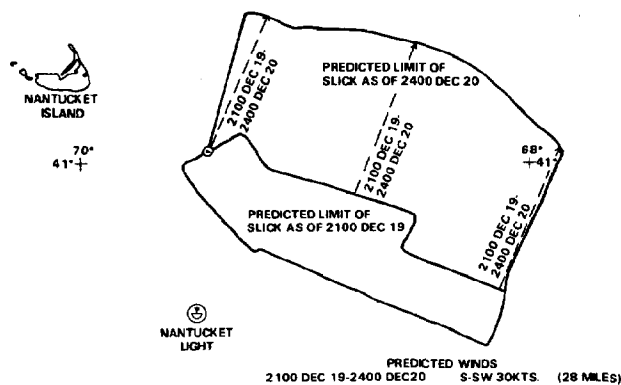 NANTUCKET
ISLAND
70°
41°
PREDICTED LIMIT OF
SLICK AS OF 2400 DEC 20
2100 DEC 19-
2400 DEC 20
2100 DEC 19-
2400 DEC 20
68°
41°
PREDICTED LIMIT OF
SLICK AS OF 2100 DEC 19
2100 DEC 19-
2400 DEC 20
NANTUCKET
LIGHT
PREDICTED WINDS
2100 DEC 19-2400 DEC20 S-SW 30KTS. (28 MILES)